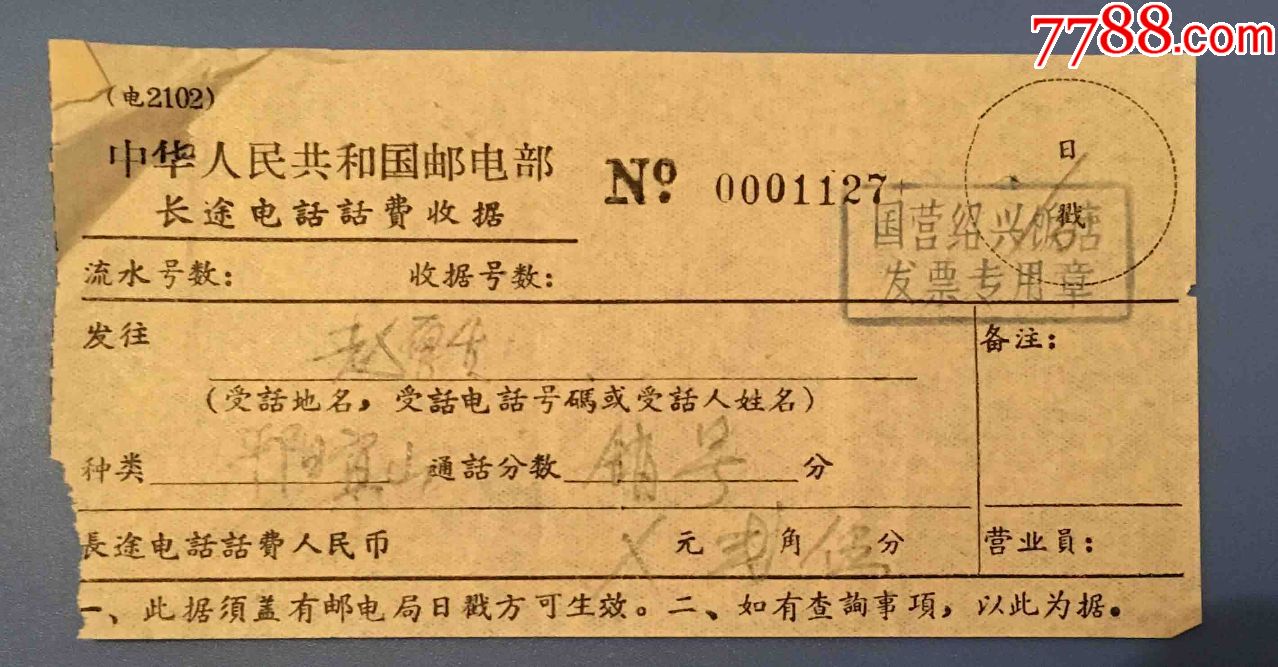 7788.com
(电2102)
中华人民共和国邮电部
长途电話話費收据
№ 0001127
日
戳
国营绍兴饭店
发票专用章
流水号数： 收据号数：
发往
备注：
(受話地名，受話电話号碼或受話人姓名)
种类 通話分数 销号 分
長途电話話費人民币 元 角 分 营业員：
一、此据须盖有邮电局日戳方可生效。二、如有查詢事項，以此为据。